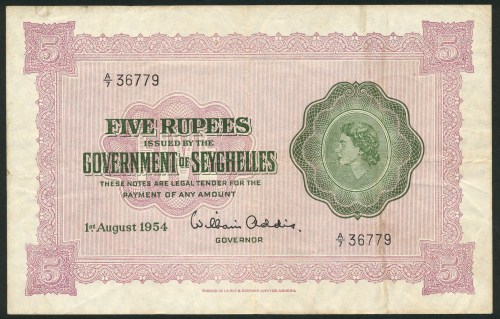 5 5
A/7 36779
FIVE RUPEES
ISSUED BY THE
GOVERNMENT OF SEYCHELLES
THESE NOTES ARE LEGAL TENDER FOR THE
PAYMENT OF ANY AMOUNT
1st August 1954
William Addis.
GOVERNOR
A/7 36779
5 5